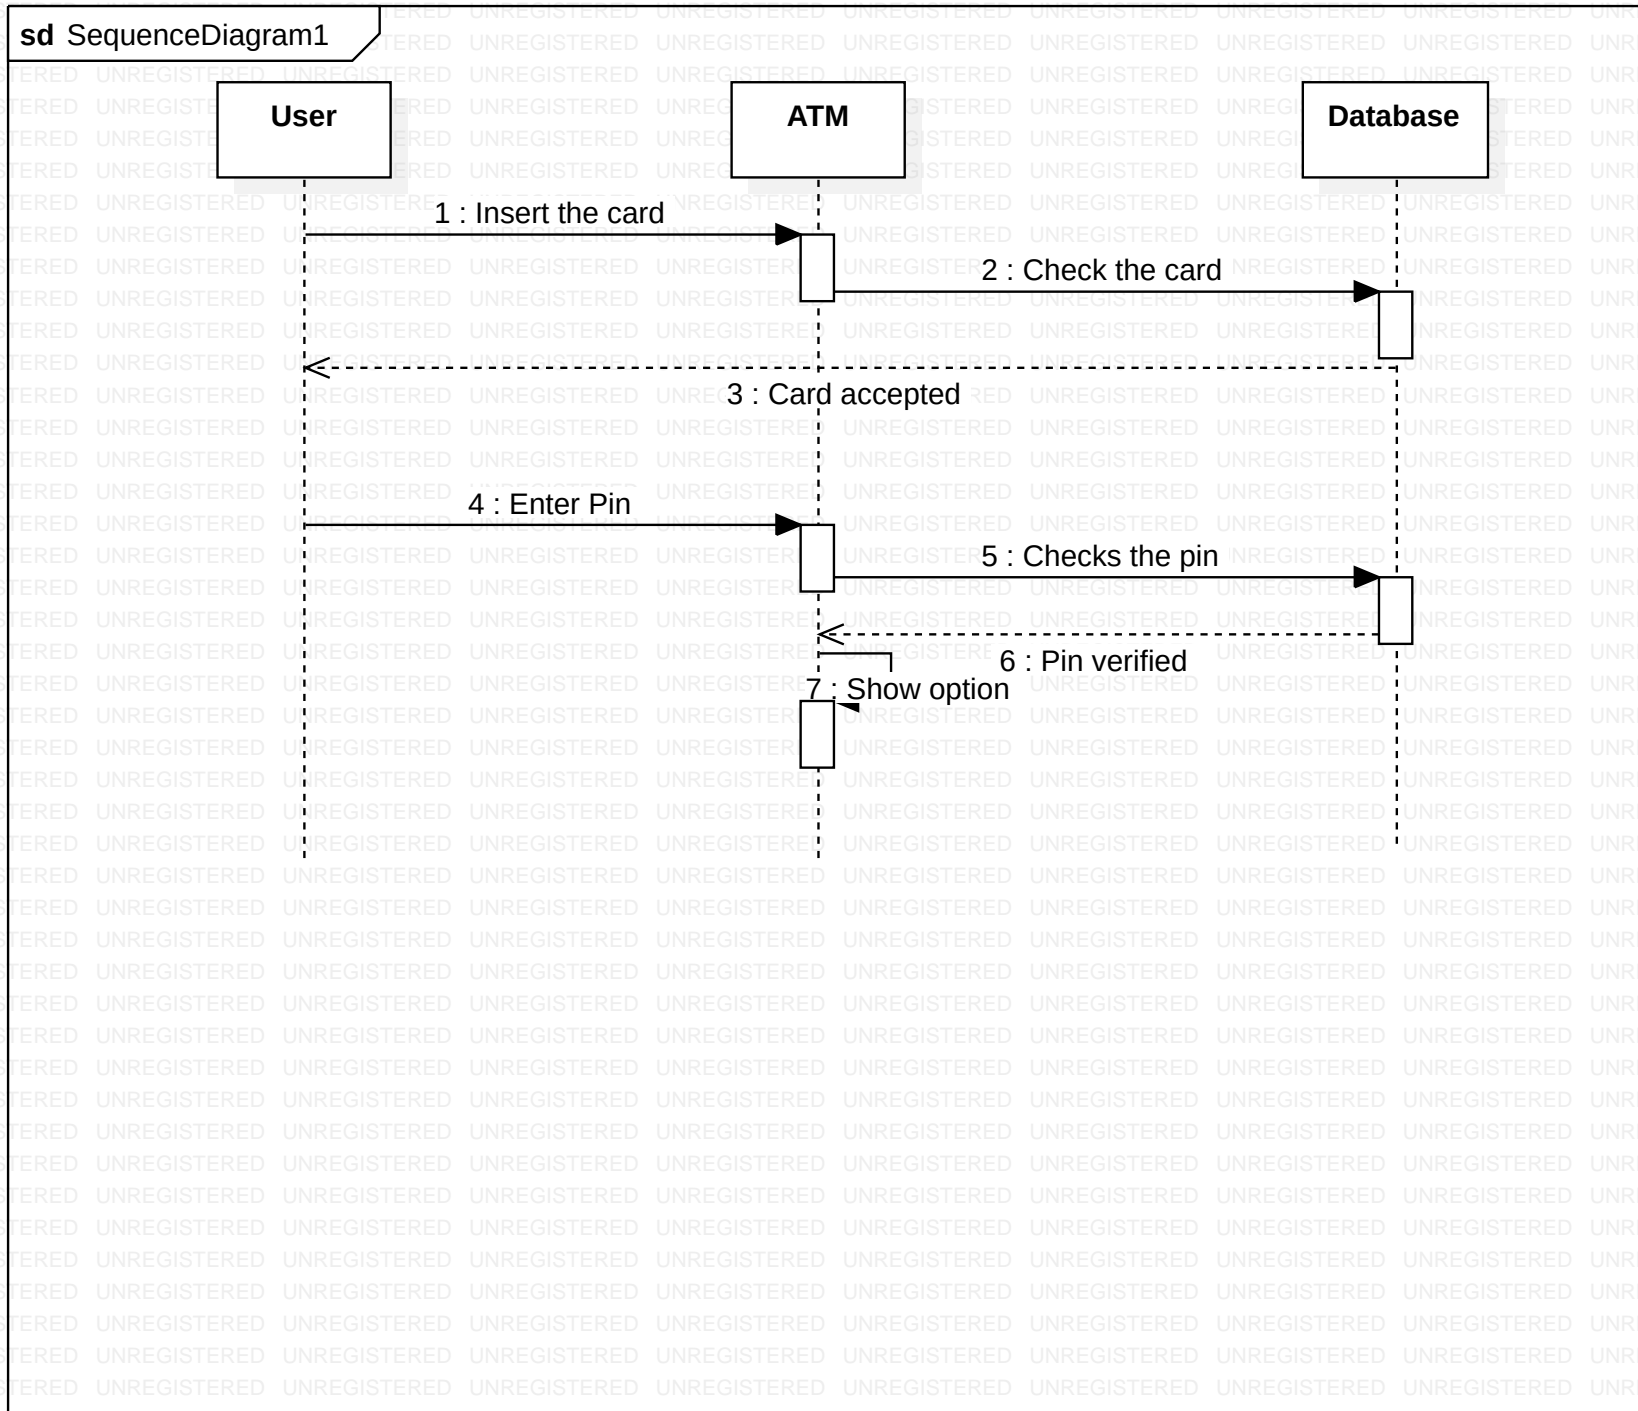 sd SequenceDiagram1
User
ATM
Database
1 : Insert the card
2 : Check the card
3 : Card accepted
4 : Enter Pin
5 : Checks the pin
6 : Pin verified
7 : Show option
UNREGISTERED